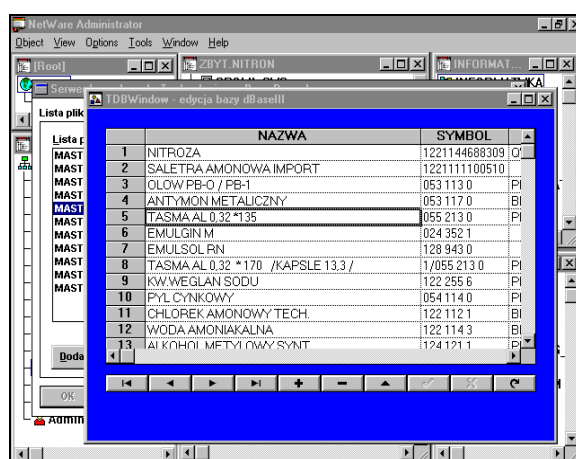 NetWare Administrator
Object View Options Tools Window Help
[Root]
ZBYT.NITRON
INFORMAT...
TDBWindow - edycja bazy dBaseIII
Lista plik
Lista p
MAST
MAST
MAST
MAST
MAST
MAST
MAST
MAST
MAST
MAST
MAST
Doda
OK
Admin
NAZWA SYMBOL
1 NITROZA 1221144688309
2 SALETRA AMONOWA IMPORT 1221111100510
3 OLOW PB-O / PB-1 053 113 0
4 ANTYMON METALICZNY 053 117 0
5 TASMA AL 0,32 *135 055 213 0
6 EMULGIN M 024 352 1
7 EMULSOL RN 128 943 0
8 TASMA AL 0,32 * 170 /KAPSLE 13,3 / 1/055 213 0
9 KW.WEGLAN SODU 122 255 6
10 PYL CYNKOWY 054 114 0
11 CHLOREK AMONOWY TECH. 122 112 1
12 WODA AMONIAKALNA 122 114 3
13 ALKOHOL METYLOWY SYNT. 124 121 1